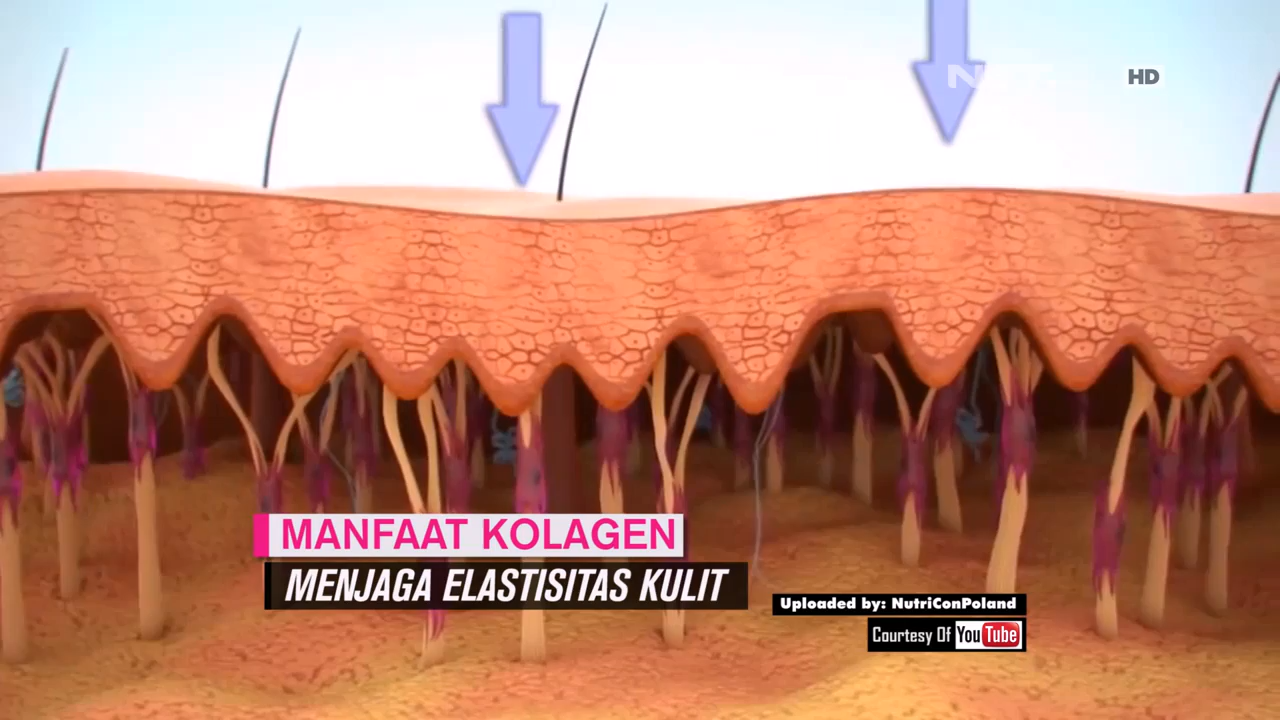 HD
MANFAAT KOLAGEN
MENJAGA ELASTISITAS KULIT
Uploaded by: NutriConPoland
Courtesy Of YouTube